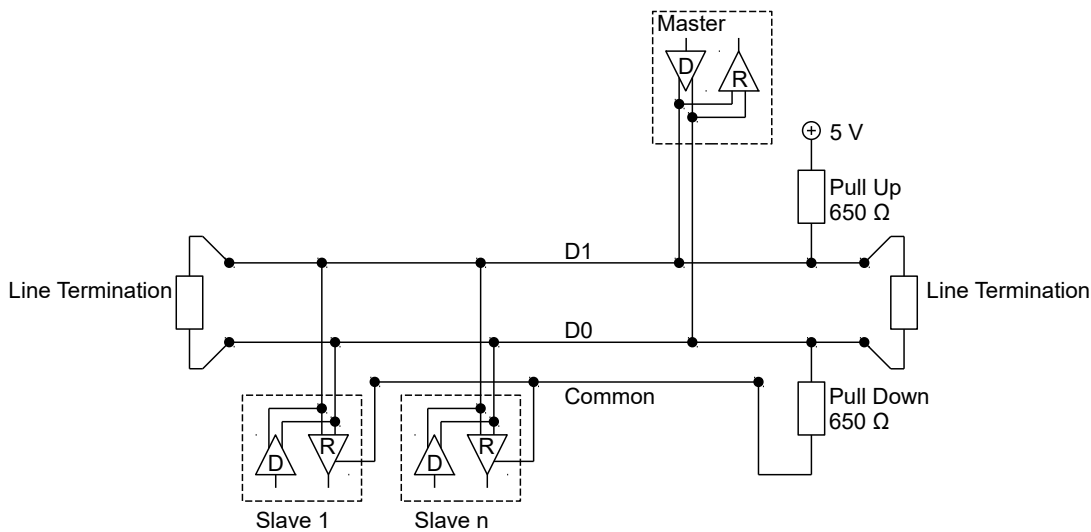 Master
D
R
5 V
Pull Up
650 Ω
D1
Line Termination
Line Termination
D0
Common
Pull Down
650 Ω
D
R
D
R
Slave 1
Slave n